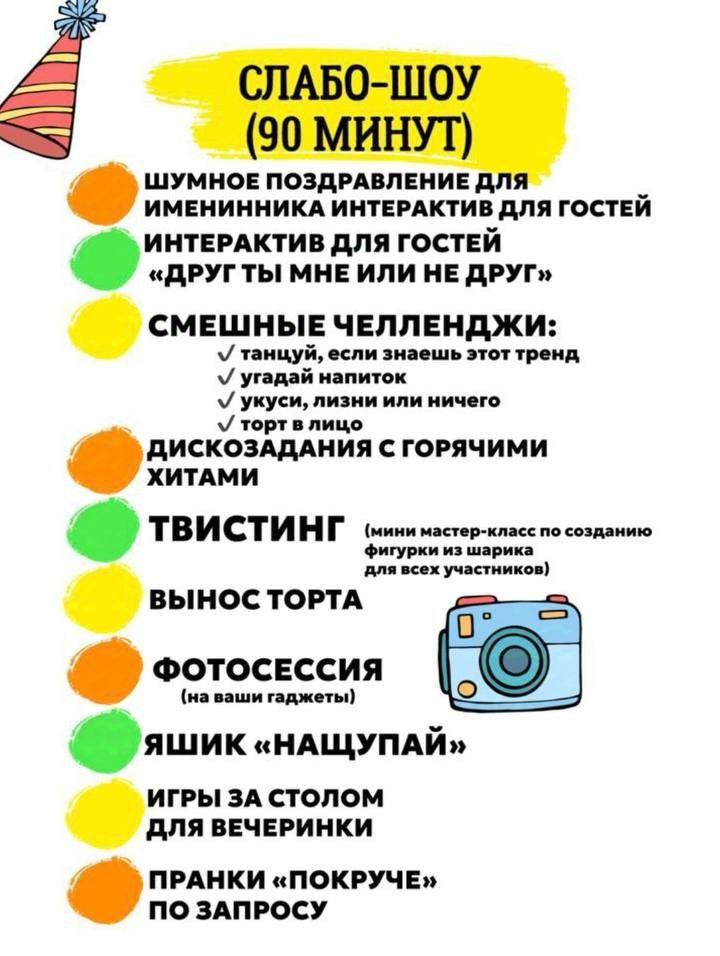 СЛАБО-ШОУ
(90 МИНУТ)
ШУМНОЕ ПОЗДРАВЛЕНИЕ ДЛЯ
ИМЕНИННИКА ИНТЕРАКТИВ ДЛЯ ГОСТЕЙ
ИНТЕРАКТИВ ДЛЯ ГОСТЕЙ
«ДРУГ ТЫ МНЕ ИЛИ НЕ ДРУГ»
СМЕШНЫЕ ЧЕЛЛЕНДЖИ:
✓ танцуй, если знаешь этот тренд
✓ угадай напиток
✓ укуси, лизни или ничего
✓ торт в лицо
ДИСКОЗАДАНИЯ С ГОРЯЧИМИ
ХИТАМИ
ТВИСТИНГ (мини мастер-класс по созданию
фигурки из шарика
для всех участников)
ВЫНОС ТОРТА
ФОТОСЕССИЯ
(на ваши гаджеты)
ЯШИК «НАЩУПАЙ»
ИГРЫ ЗА СТОЛОМ
ДЛЯ ВЕЧЕРИНКИ
ПРАНКИ «ПОКРУЧЕ»
ПО ЗАПРОСУ